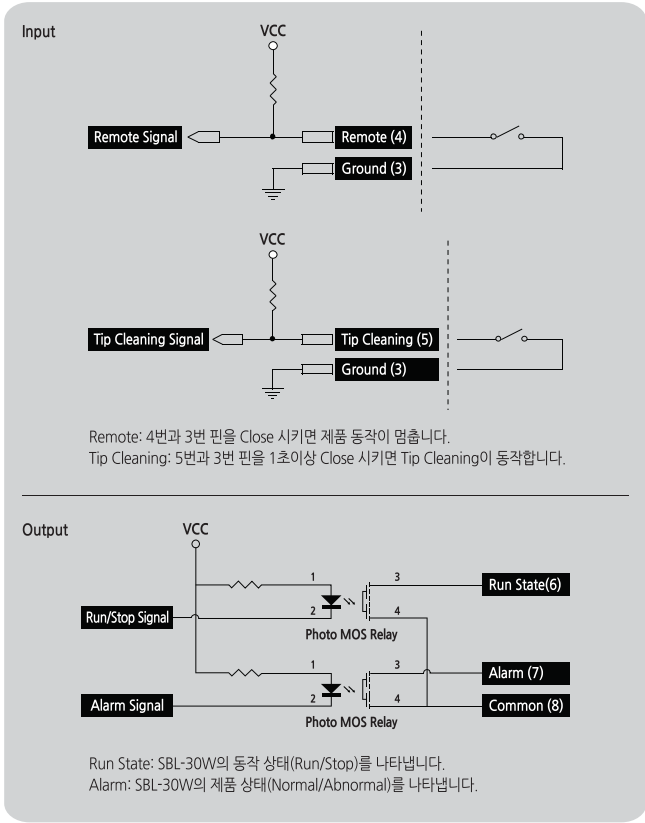 Input
VCC
Remote Signal
Remote (4)
Ground (3)
VCC
Tip Cleaning Signal
Tip Cleaning (5)
Ground (3)
Remote: 4번과 3번 핀을 Close 시키면 제품 동작이 멈춥니다.
Tip Cleaning: 5번과 3번 핀을 1초이상 Close 시키면 Tip Cleaning이 동작합니다.
Output
VCC
1
3
Run State(6)
2
4
Run/Stop Signal
Photo MOS Relay
1
3
Alarm (7)
2
4
Alarm Signal
Common (8)
Photo MOS Relay
Run State: SBL-30W의 동작 상태(Run/Stop)를 나타냅니다.
Alarm: SBL-30W의 제품 상태(Normal/Abnormal)를 나타냅니다.